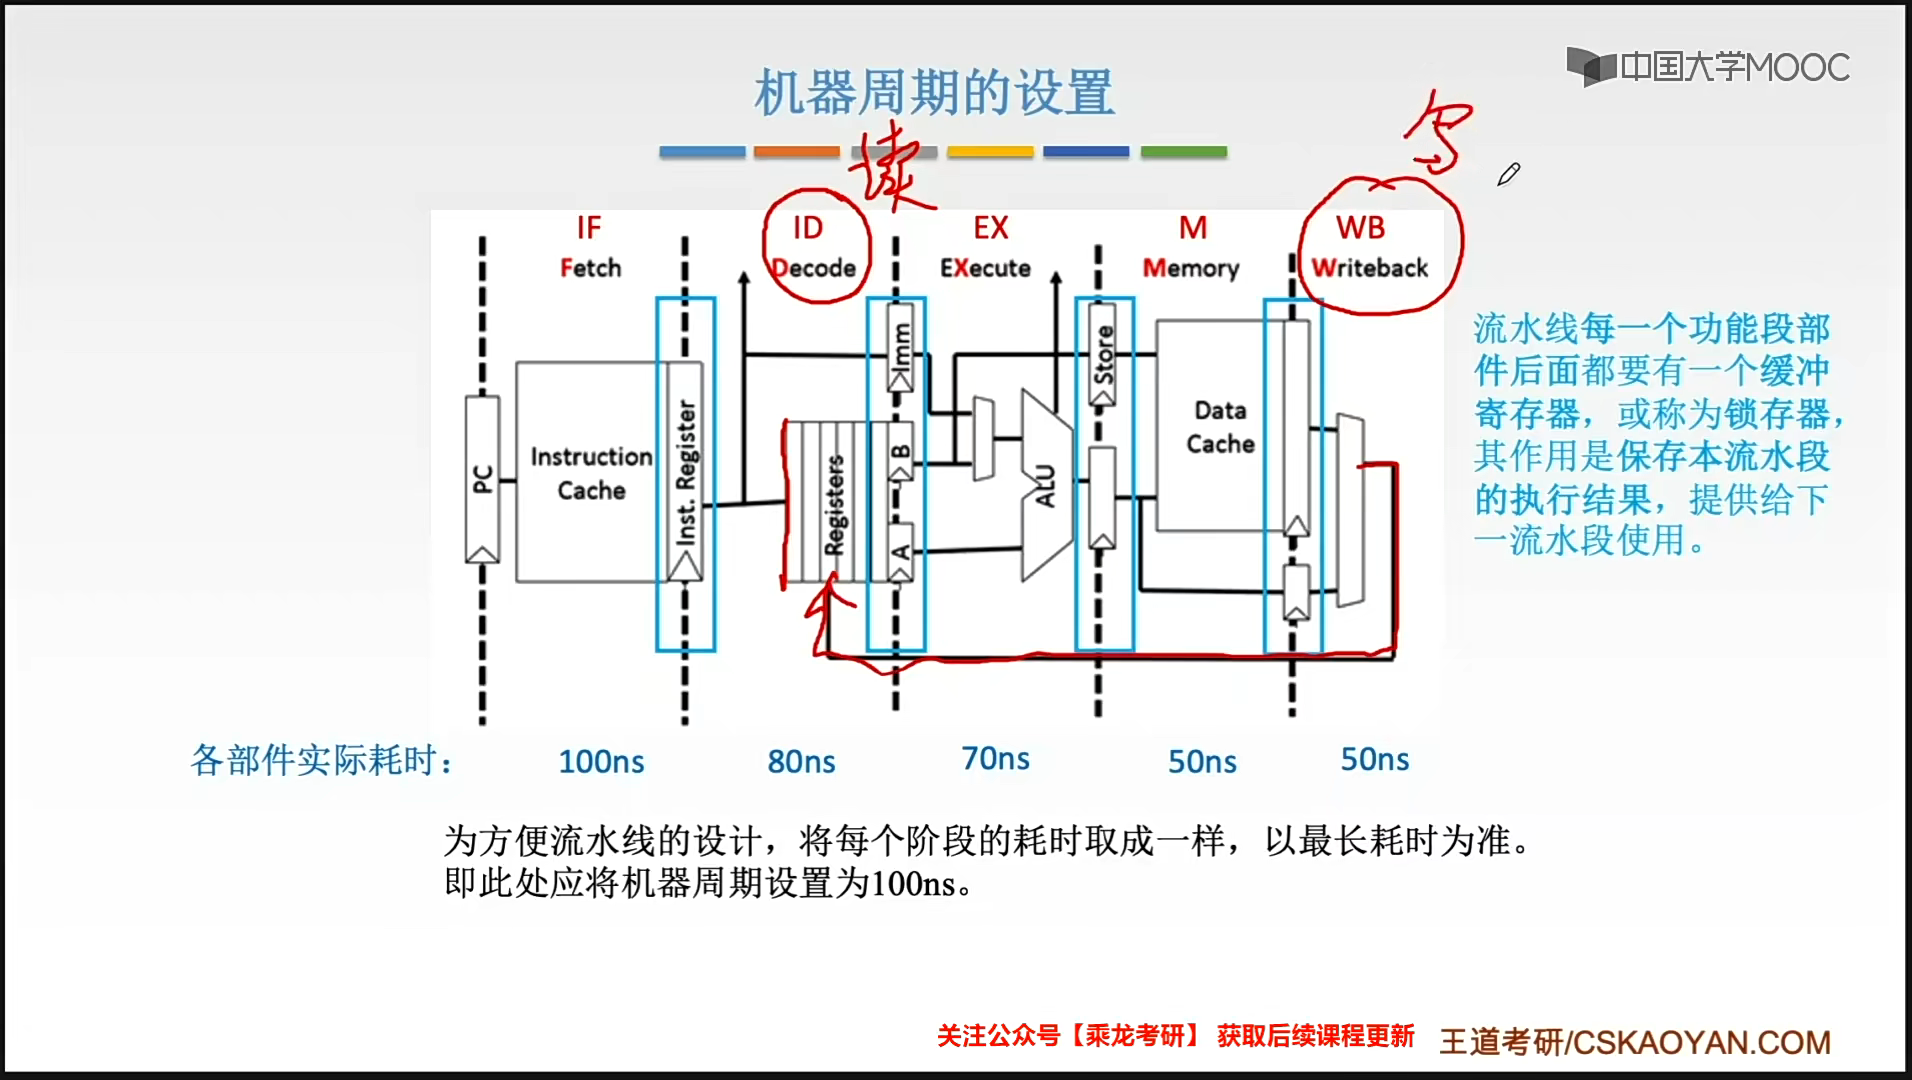 中国大学MOOC
机器周期的设置
读
写
IF
ID
EX
M
WB
Fetch
Decode
EXecute
Memory
Writeback
PC
Instruction
Cache
Inst. Register
Registers
Imm
B
A
ALU
Store
Data
Cache
流水线每一个功能段部
件后面都要有一个缓冲
寄存器，或称为锁存器，
其作用是保存本流水段
的执行结果，提供给下
一流水段使用。
各部件实际耗时： 100ns 80ns 70ns 50ns 50ns
为方便流水线的设计，将每个阶段的耗时取成一样，以最长耗时为准。
即此处应将机器周期设置为100ns。
关注公众号【乘龙考研】 获取后续课程更新
王道考研/CSKAOYAN.COM